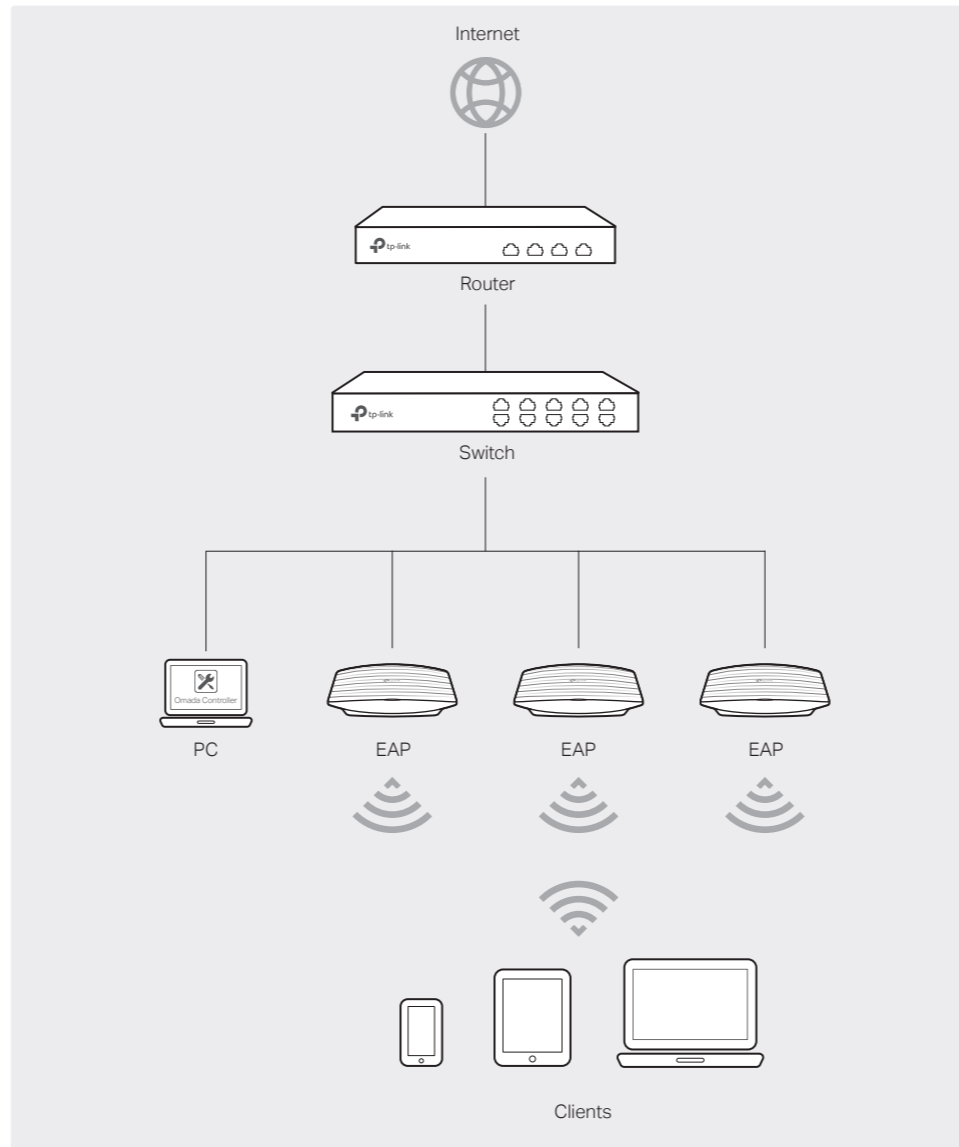 Internet
tp-link
Router
tp-link
Switch
Omada Controller
PC
EAP
EAP
EAP
Clients